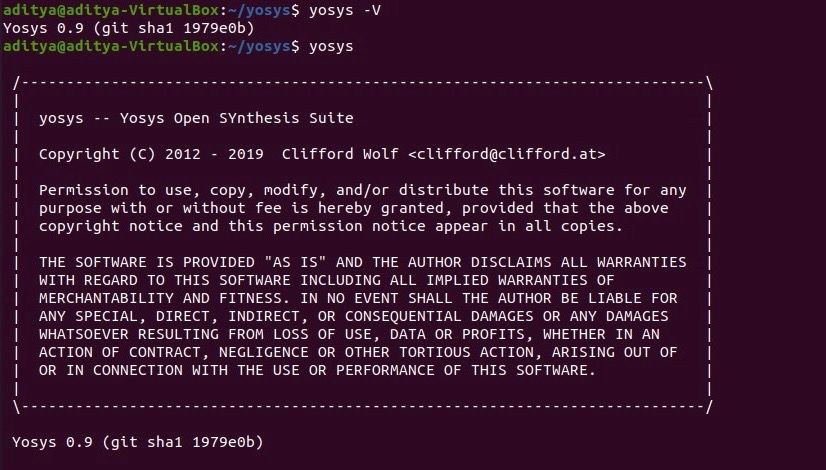 aditya@aditya-VirtualBox:~/yosys$ yosys -V
Yosys 0.9 (git sha1 1979e0b)
aditya@aditya-VirtualBox:~/yosys$ yosys
/----------------------------------------------------------------------------\
|                                                                            |
|  yosys -- Yosys Open SYnthesis Suite                                       |
|                                                                            |
|  Copyright (C) 2012 - 2019  Clifford Wolf <clifford@clifford.at>           |
|                                                                            |
|  Permission to use, copy, modify, and/or distribute this software for any  |
|  purpose with or without fee is hereby granted, provided that the above    |
|  copyright notice and this permission notice appear in all copies.         |
|                                                                            |
|  THE SOFTWARE IS PROVIDED "AS IS" AND THE AUTHOR DISCLAIMS ALL WARRANTIES  |
|  WITH REGARD TO THIS SOFTWARE INCLUDING ALL IMPLIED WARRANTIES OF          |
|  MERCHANTABILITY AND FITNESS. IN NO EVENT SHALL THE AUTHOR BE LIABLE FOR   |
|  ANY SPECIAL, DIRECT, INDIRECT, OR CONSEQUENTIAL DAMAGES OR ANY DAMAGES    |
|  WHATSOEVER RESULTING FROM LOSS OF USE, DATA OR PROFITS, WHETHER IN AN     |
|  ACTION OF CONTRACT, NEGLIGENCE OR OTHER TORTIOUS ACTION, ARISING OUT OF   |
|  OR IN CONNECTION WITH THE USE OR PERFORMANCE OF THIS SOFTWARE.            |
|                                                                            |
\----------------------------------------------------------------------------/
Yosys 0.9 (git sha1 1979e0b)